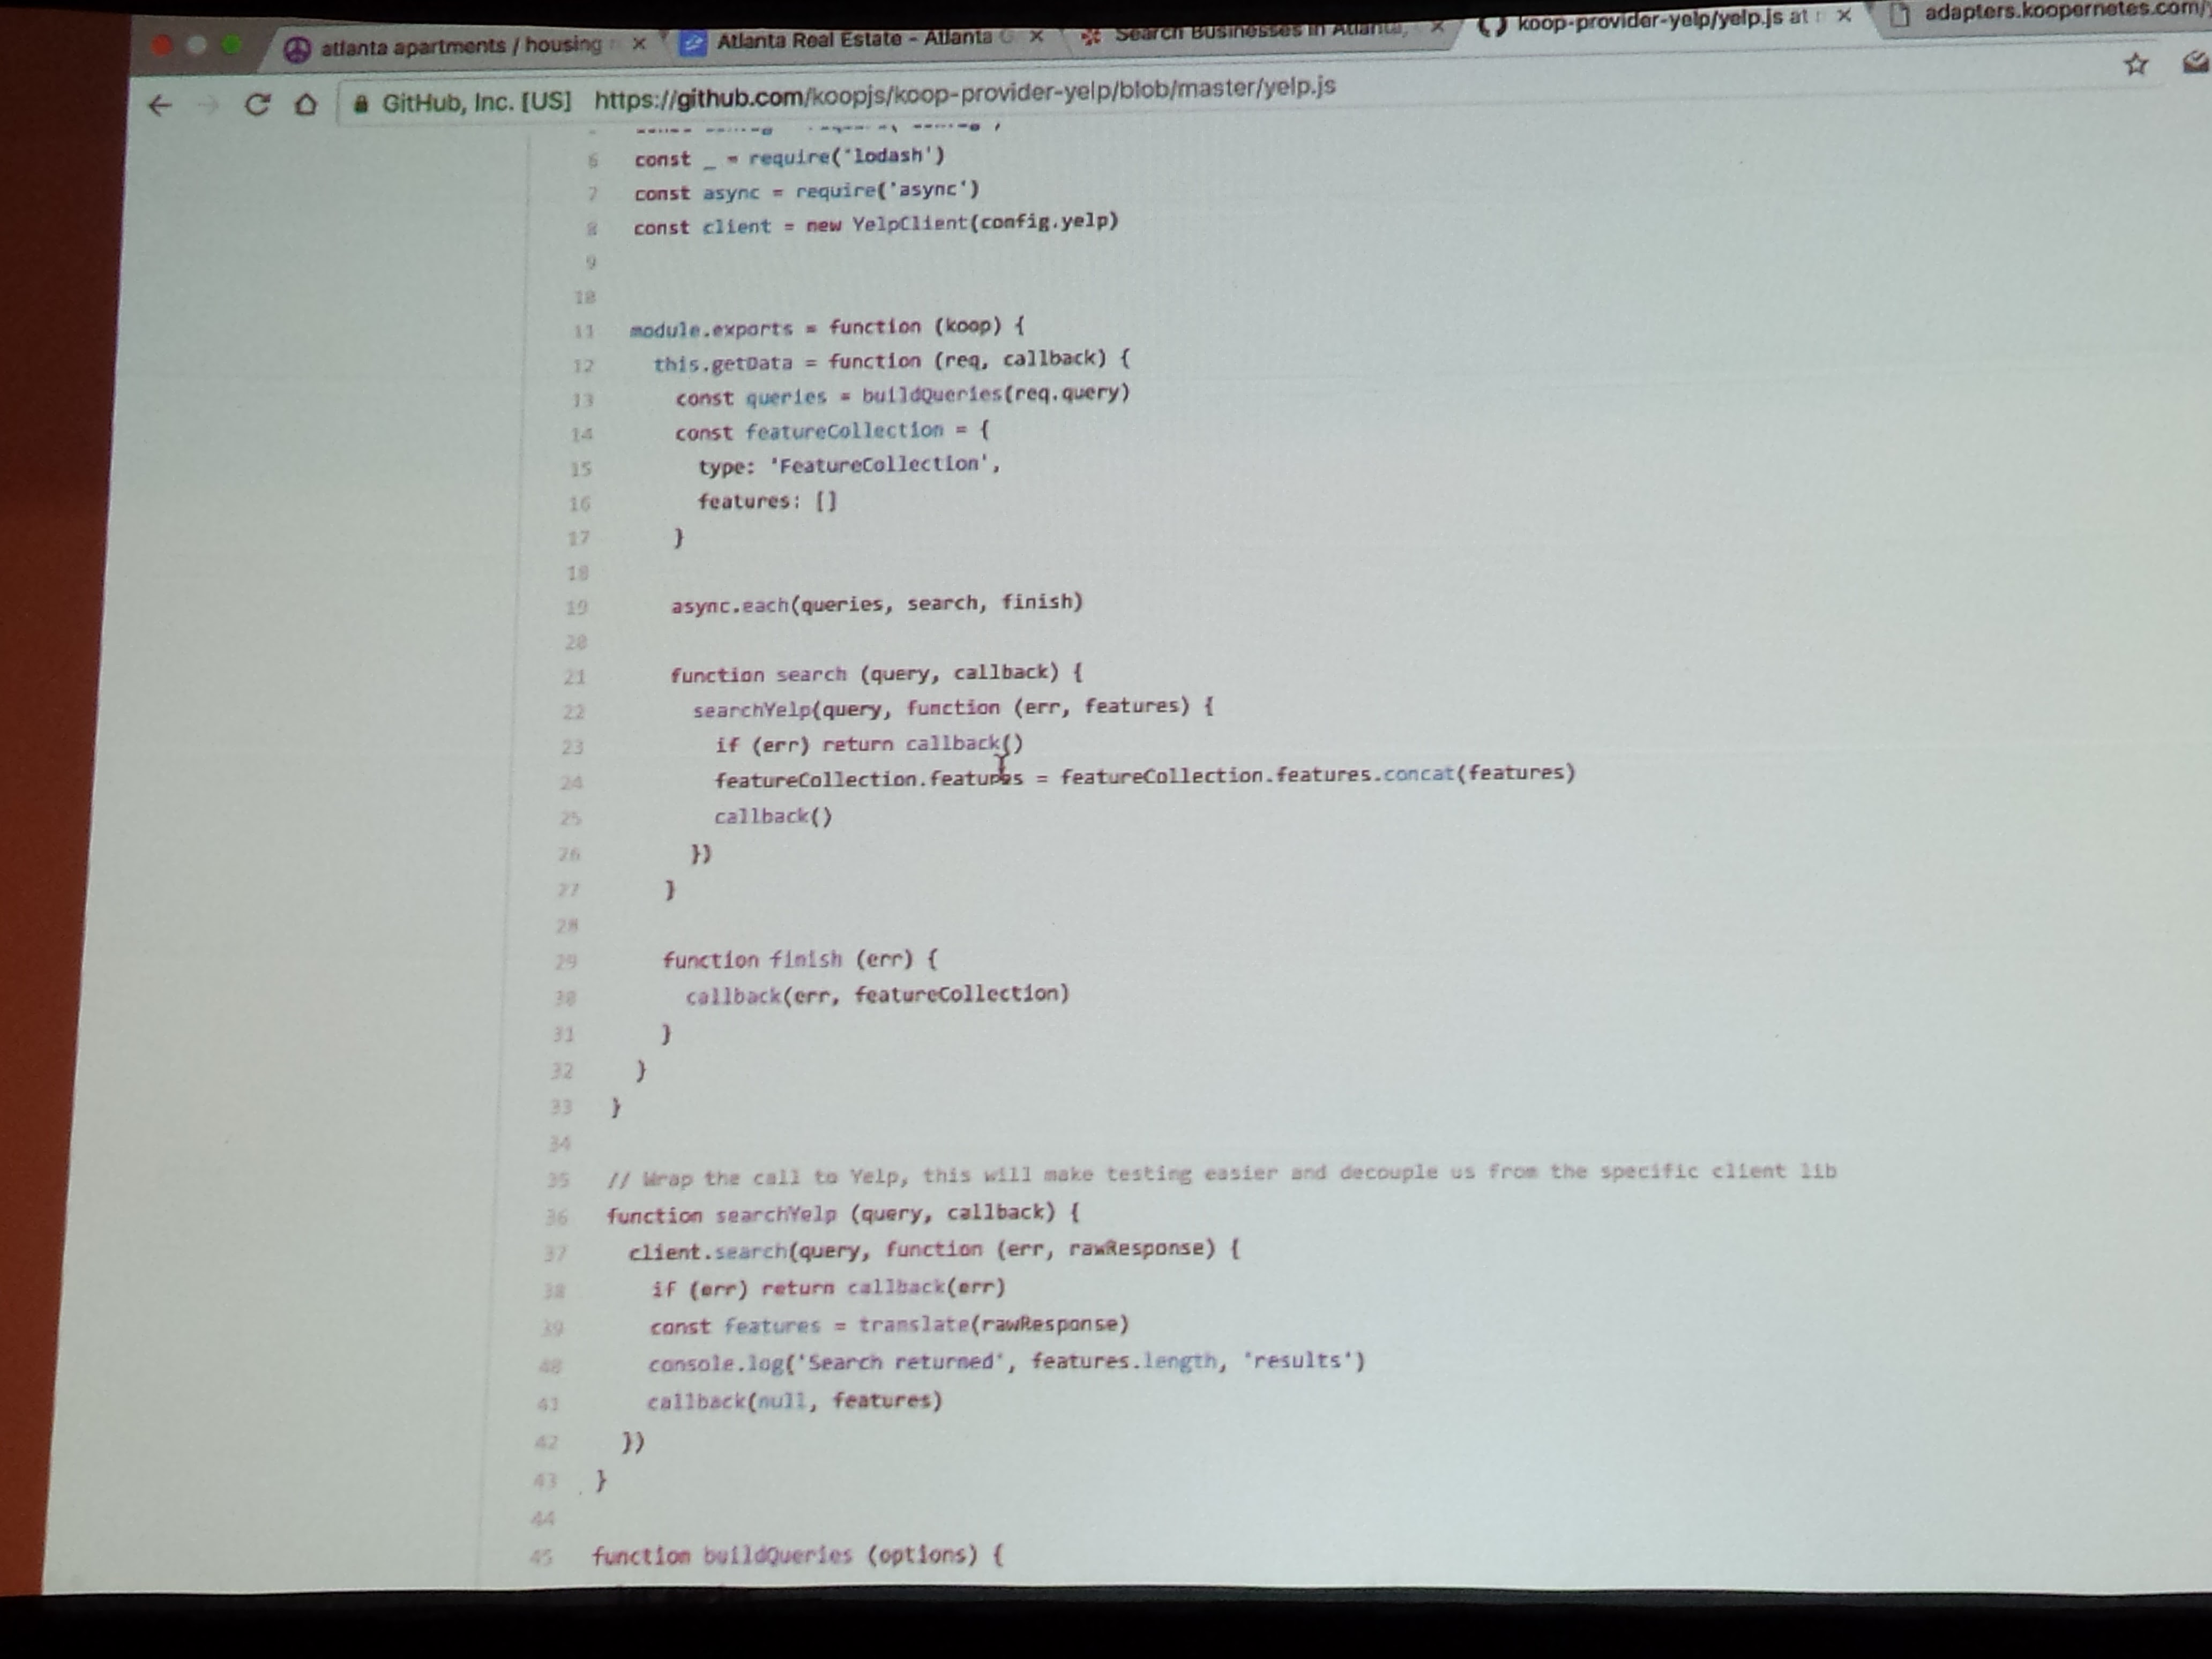 atlanta apartments / housing
Atlanta Real Estate - Atlanta G
Search Businesses in Atlanta,
koop-provider-yelp/yelp.js at
adapters.koopernetes.com/
GitHub, Inc. [US] https://github.com/koopjs/koop-provider-yelp/blob/master/yelp.js
6 const _ = require('lodash')
7 const async = require('async')
8 const client = new YelpClient(config.yelp)
9
10
11 module.exports = function (koop) {
12 this.getData = function (req, callback) {
13 const queries = buildQueries(req.query)
14 const featureCollection = {
15 type: 'FeatureCollection',
16 features: []
17 }
18
19 async.each(queries, search, finish)
20
21 function search (query, callback) {
22 searchYelp(query, function (err, features) {
23 if (err) return callback()
24 featureCollection.features = featureCollection.features.concat(features)
25 callback()
26 })
27 }
28
29 function finish (err) {
30 callback(err, featureCollection)
31 }
32 }
33 }
34
35 // Wrap the call to Yelp, this will make testing easier and decouple us from the specific client lib
36 function searchYelp (query, callback) {
37 client.search(query, function (err, rawResponse) {
38 if (err) return callback(err)
39 const features = translate(rawResponse)
40 console.log('Search returned', features.length, 'results')
41 callback(null, features)
42 })
43 }
44
45 function buildQueries (options) {